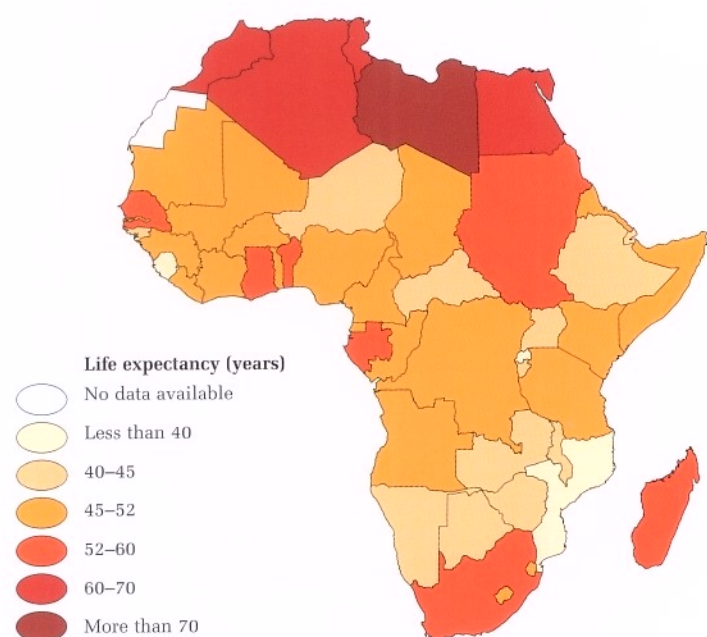 Life expectancy (years)
No data available
Less than 40
40–45
45–52
52–60
60–70
More than 70